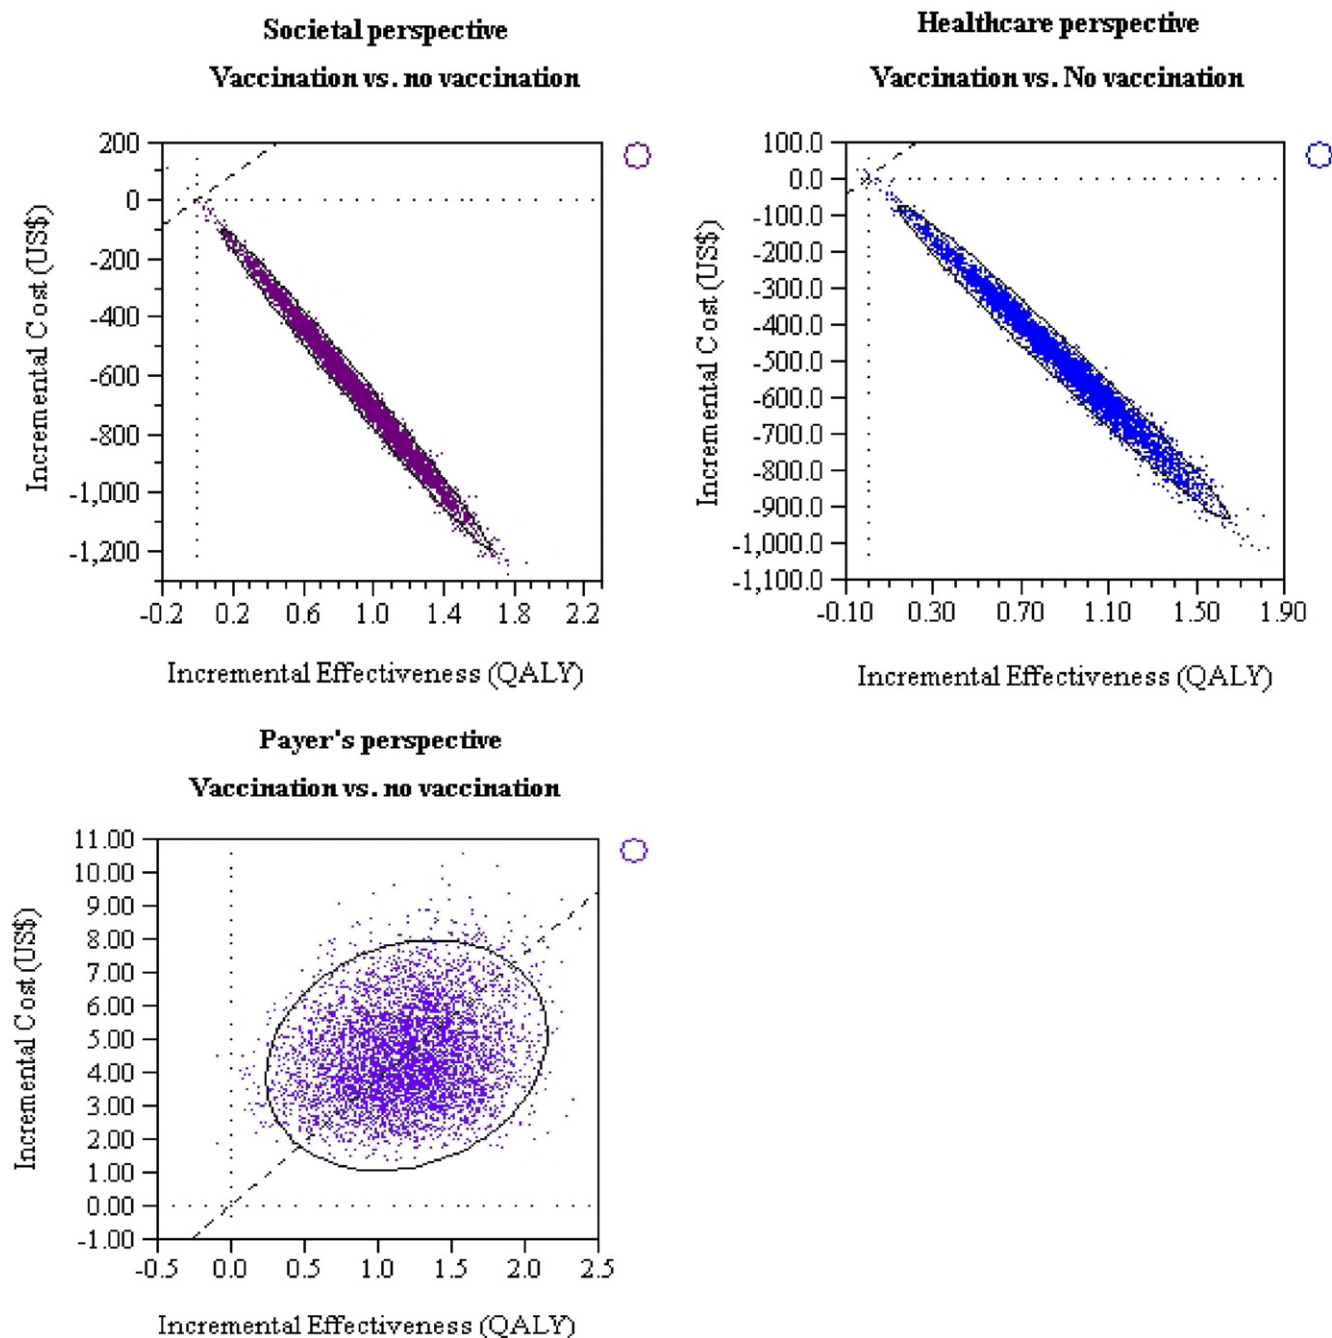 Societal perspective
Vaccination vs. no vaccination
200
0
-200
-400
-600
-800
-1,000
-1,200
Incremental Cost (US$)
-0.2 0.2 0.6 1.0 1.4 1.8 2.2
Incremental Effectiveness (QALY)
Healthcare perspective
Vaccination vs. No vaccination
100.0
0.0
-100.0
-200.0
-300.0
-400.0
-500.0
-600.0
-700.0
-800.0
-900.0
-1,000.0
-1,100.0
Incremental Cost (US$)
-0.10 0.30 0.70 1.10 1.50 1.90
Incremental Effectiveness (QALY)
Payer's perspective
Vaccination vs. no vaccination
11.00
10.00
9.00
8.00
7.00
6.00
5.00
4.00
3.00
2.00
1.00
0.00
-1.00
Incremental Cost (US$)
-0.5 0.0 0.5 1.0 1.5 2.0 2.5
Incremental Effectiveness (QALY)